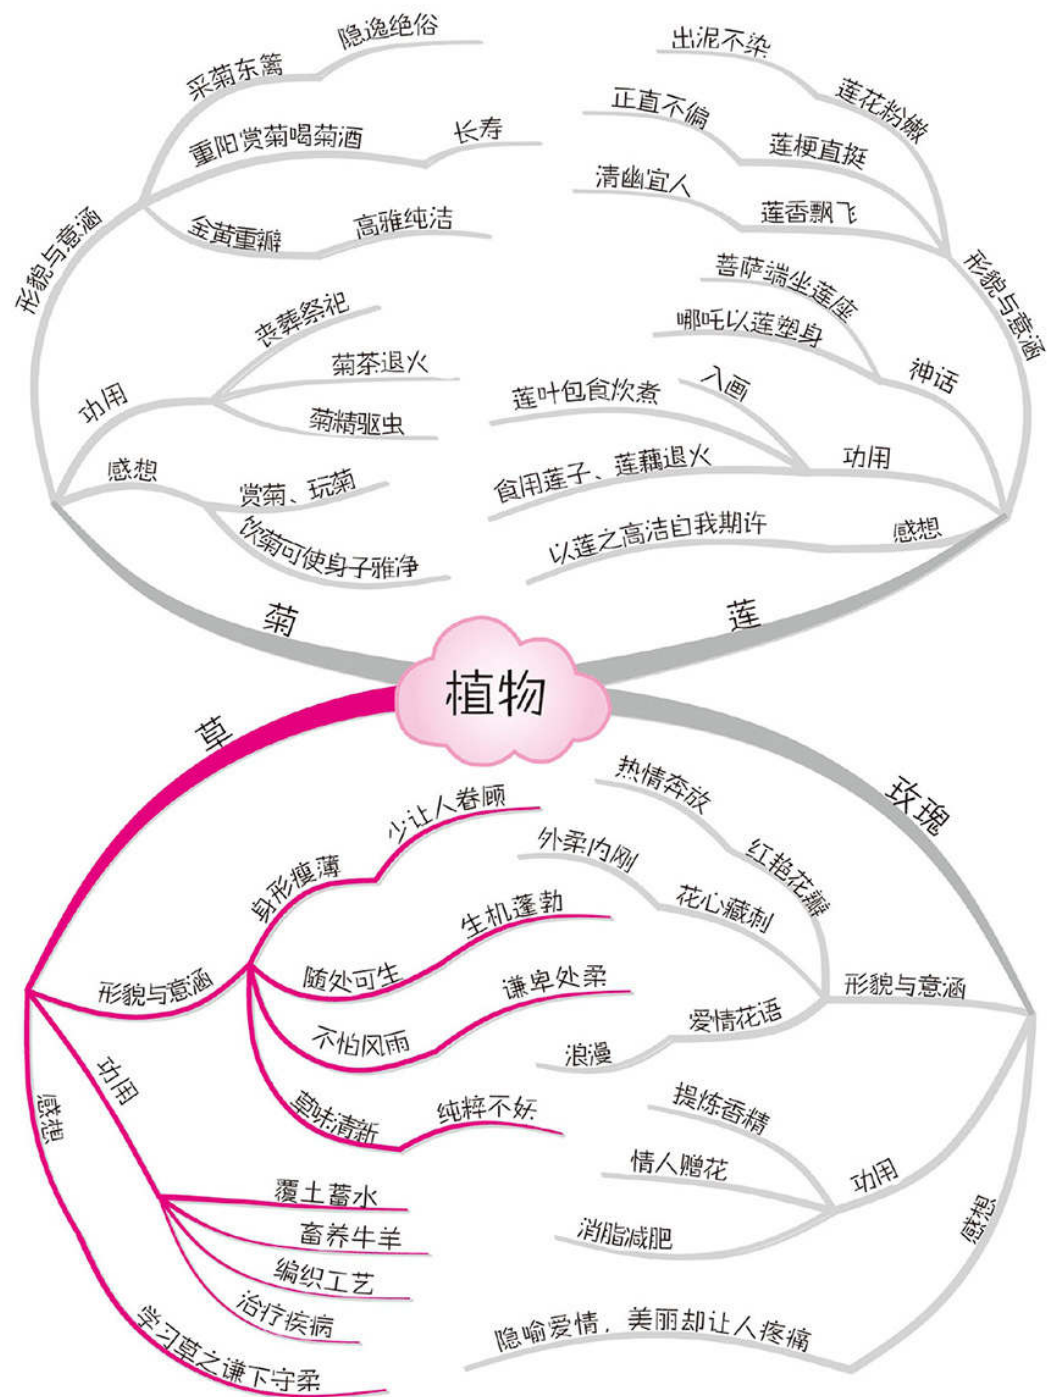 植物
菊
形貌与意涵
采菊东篱
隐逸绝俗
重阳赏菊喝菊酒
长寿
金黄重瓣
高雅纯洁
功用
丧葬祭祀
菊茶退火
菊精驱虫
感想
赏菊、玩菊
饮菊可使身子雅净
莲
形貌与意涵
莲花粉嫩
出泥不染
莲梗直挺
正直不偏
莲香飘飞
清幽宜人
神话
菩萨端坐莲座
哪吒以莲塑身
功用
入画
莲叶包食炊煮
食用莲子、莲藕退火
感想
以莲之高洁自我期许
草
形貌与意涵
身形瘦薄
少让人眷顾
随处可生
生机蓬勃
不怕风雨
谦卑处柔
草味清新
纯粹不妖
功用
覆土蓄水
畜养牛羊
编织工艺
治疗疾病
感想
学习草之谦下守柔
玫瑰
形貌与意涵
红艳花瓣
热情奔放
花心藏刺
外柔内刚
爱情花语
浪漫
功用
提炼香精
情人赠花
消脂减肥
感想
隐喻爱情，美丽却让人疼痛